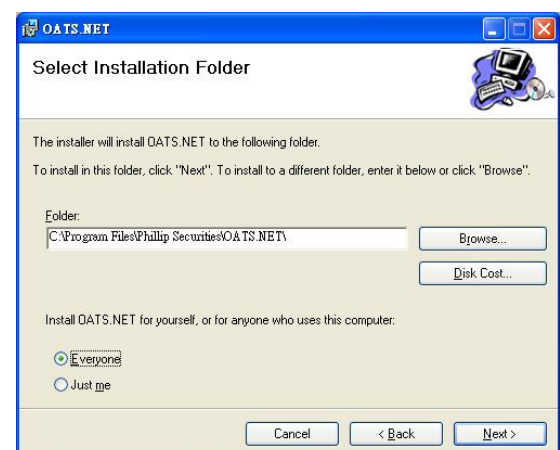 OATS.NET
Select Installation Folder
The installer will install OATS.NET to the following folder.
To install in this folder, click "Next". To install to a different folder, enter it below or click "Browse".
Folder:
C:\Program Files\Phillip Securities\OATS.NET\
Browse...
Disk Cost...
Install OATS.NET for yourself, or for anyone who uses this computer:
Everyone
Just me
Cancel
< Back
Next >